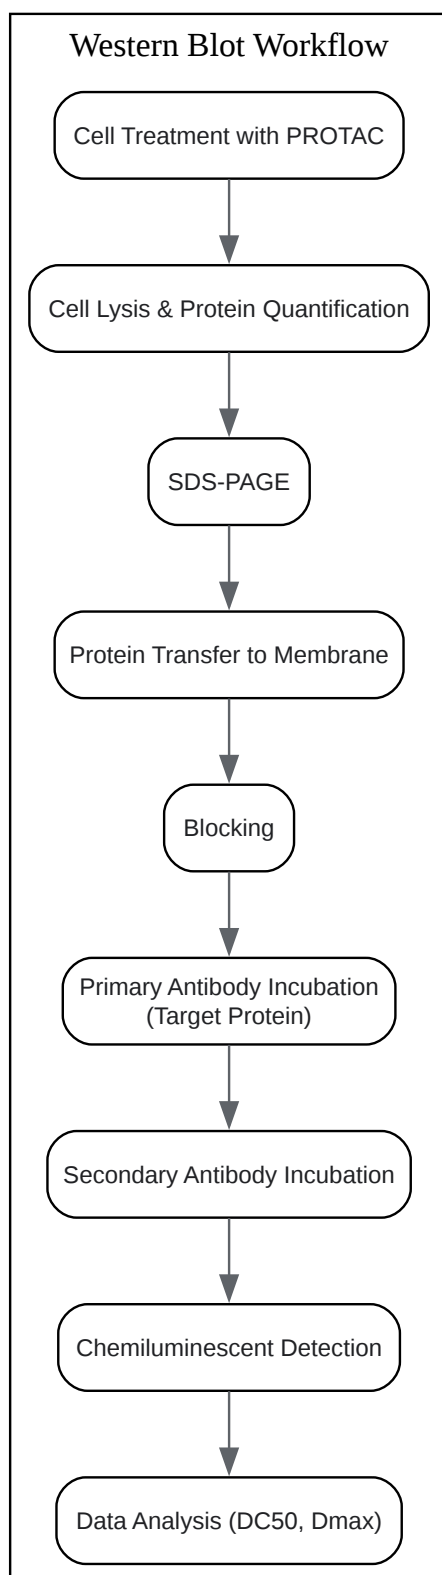 Western Blot Workflow
Cell Treatment with PROTAC
Cell Lysis & Protein Quantification
SDS-PAGE
Protein Transfer to Membrane
Blocking
Primary Antibody Incubation
(Target Protein)
Secondary Antibody Incubation
Chemiluminescent Detection
Data Analysis (DC50, Dmax)